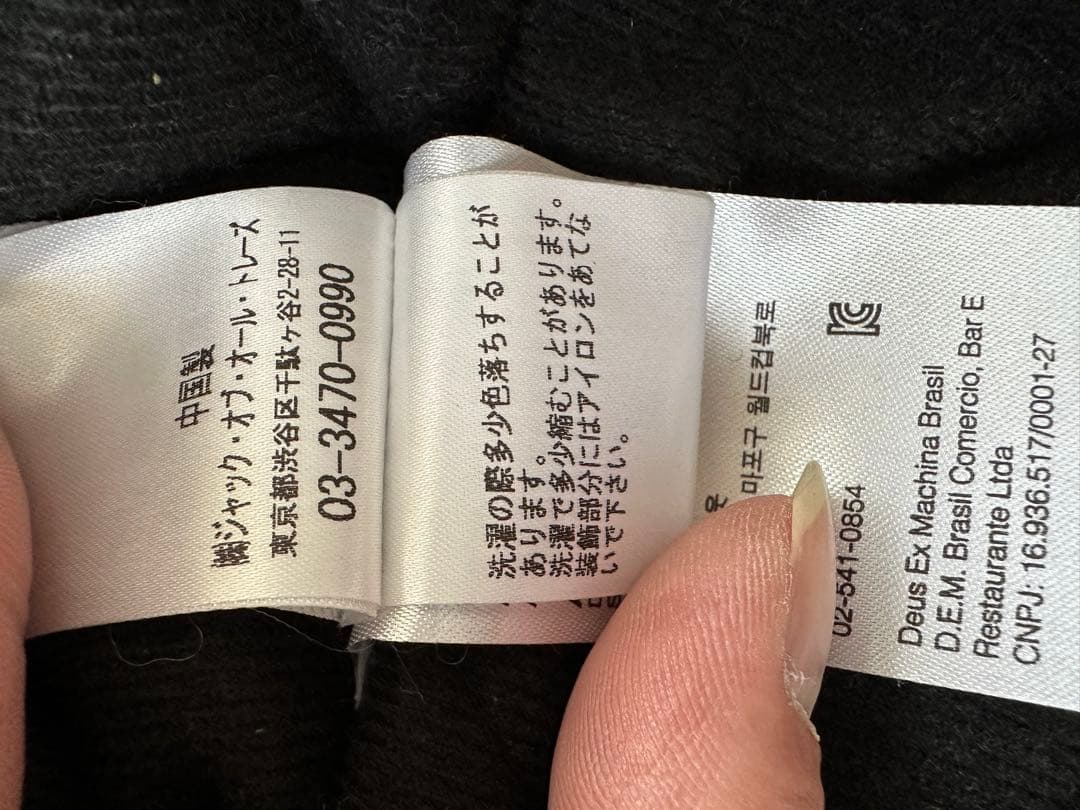 中国製
㈱ジャック・オブ・オール・トレーズ
東京都渋谷区千駄ヶ谷2-28-11
03-3470-0990
洗濯の際多少色落ちすることが
あります。
洗濯で多少縮むことがあります。
装飾部分にはアイロンをあてな
いで下さい。
마포구 월드컵북로
02-541-0854
Deus Ex Machina Brasil
D.E.M. Brasil Comercio, Bar E
Restaurante Ltda
CNPJ: 16.936.517/0001-27